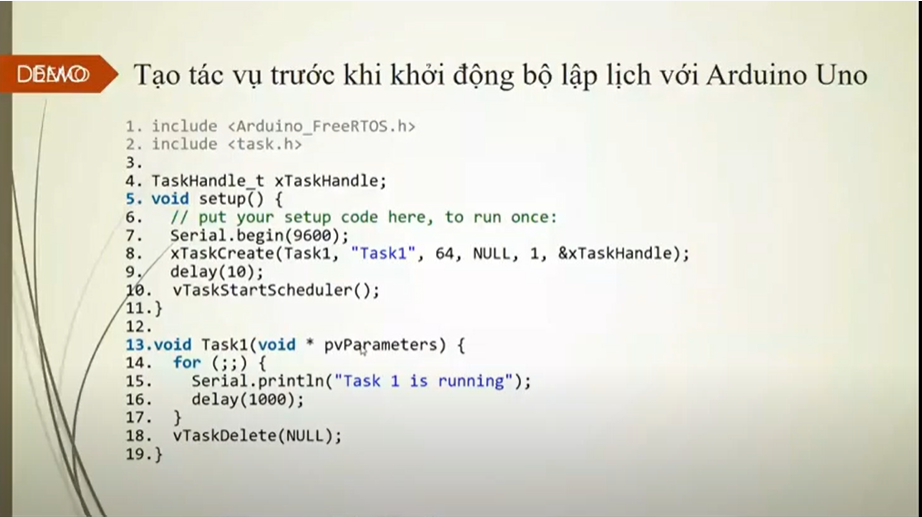 DEMO
Tạo tác vụ trước khi khởi động bộ lập lịch với Arduino Uno
1. include <Arduino_FreeRTOS.h>
2. include <task.h>
3.
4. TaskHandle_t xTaskHandle;
5. void setup() {
6. // put your setup code here, to run once:
7. Serial.begin(9600);
8. xTaskCreate(Task1, "Task1", 64, NULL, 1, &xTaskHandle);
9. delay(10);
10. vTaskStartScheduler();
11.}
12.
13.void Task1(void * pvParameters) {
14. for (;;) {
15. Serial.println("Task 1 is running");
16. delay(1000);
17. }
18. vTaskDelete(NULL);
19.}